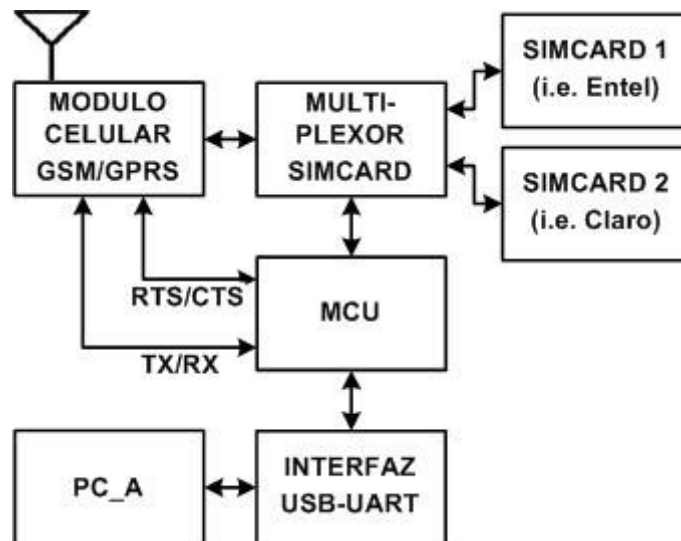 MODULO
CELULAR
GSM/GPRS
MULTI-
PLEXOR
SIMCARD
SIMCARD 1
(i.e. Entel)
SIMCARD 2
(i.e. Claro)
RTS/CTS
TX/RX
MCU
PC_A
INTERFAZ
USB-UART